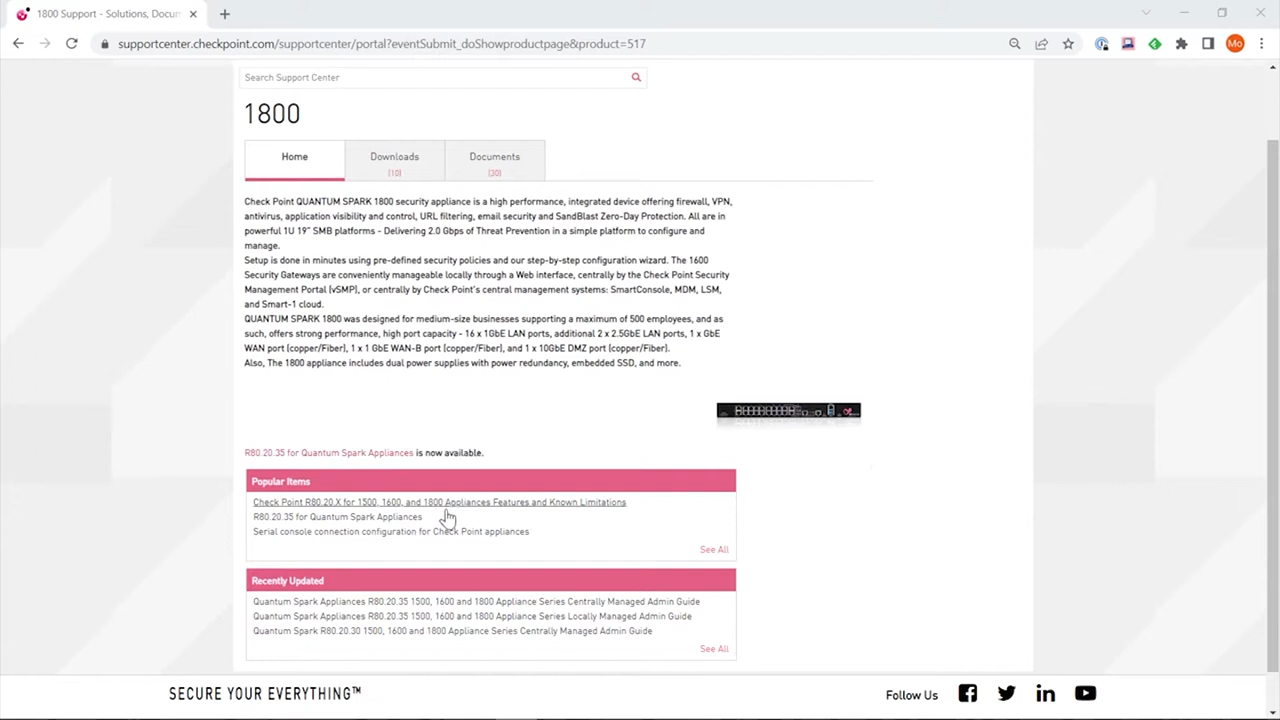 1800 Support - Solutions, Docum
supportcenter.checkpoint.com/supportcenter/portal?eventSubmit_doShowproductpage&product=517
Mo
Search Support Center
1800
Home
Downloads
(10)
Documents
(30)
Check Point QUANTUM SPARK 1800 security appliance is a high performance, integrated device offering firewall, VPN,
antivirus, application visibility and control, URL filtering, email security and SandBlast Zero-Day Protection. All are in
powerful 1U 19" SMB platforms - Delivering 2.0 Gbps of Threat Prevention in a simple platform to configure and
manage.
Setup is done in minutes using pre-defined security policies and our step-by-step configuration wizard. The 1600
Security Gateways are conveniently manageable locally through a Web interface, centrally by the Check Point Security
Management Portal (vSMP), or centrally by Check Point's central management systems: SmartConsole, MDM, LSM,
and Smart-1 cloud.
QUANTUM SPARK 1800 was designed for medium-size businesses supporting a maximum of 500 employees, and as
such, offers strong performance, high port capacity - 16 x 1GbE LAN ports, additional 2 x 2.5GbE LAN ports, 1 x GbE
WAN port (copper/Fiber), 1 x 1 GbE WAN-B port (copper/Fiber), and 1 x 10GbE DMZ port (copper/Fiber).
Also, The 1800 appliance includes dual power supplies with power redundancy, embedded SSD, and more.
R80.20.35 for Quantum Spark Appliances is now available.
Popular Items
Check Point R80.20.X for 1500, 1600, and 1800 Appliances Features and Known Limitations
R80.20.35 for Quantum Spark Appliances
Serial console connection configuration for Check Point appliances
See All
Recently Updated
Quantum Spark Appliances R80.20.35 1500, 1600 and 1800 Appliance Series Centrally Managed Admin Guide
Quantum Spark Appliances R80.20.35 1500, 1600 and 1800 Appliance Series Locally Managed Admin Guide
Quantum Spark R80.20.30 1500, 1600 and 1800 Appliance Series Centrally Managed Admin Guide
See All
SECURE YOUR EVERYTHING™
Follow Us